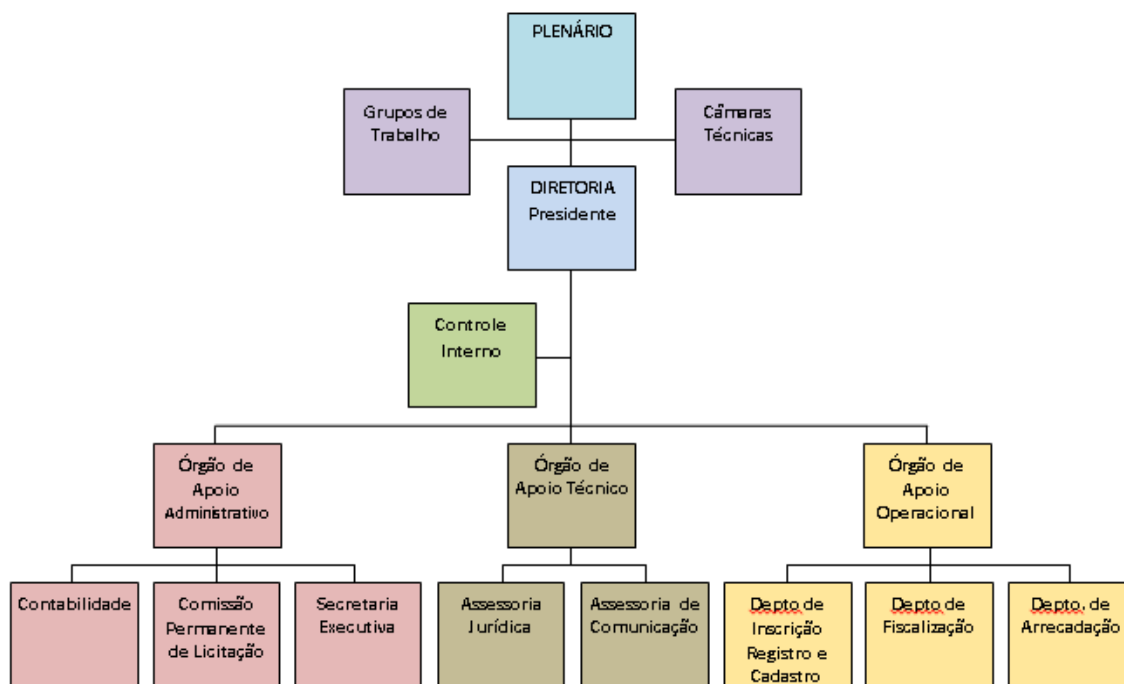 PLENÁRIO
Grupos de
Trabalho
Câmaras
Técnicas
DIRETORIA
Presidente
Controle
Interno
Órgão de
Apoio
Administrativo
Órgão de
Apoio Técnico
Órgão de
Apoio
Operacional
Contabilidade
Comissão
Permanente
de Licitação
Secretaria
Executiva
Assessoria
Jurídica
Assessoria de
Comunicação
Depto de
Inscrição
Registro e
Cadastro
Depto de
Fiscalização
Depto. de
Arrecadação